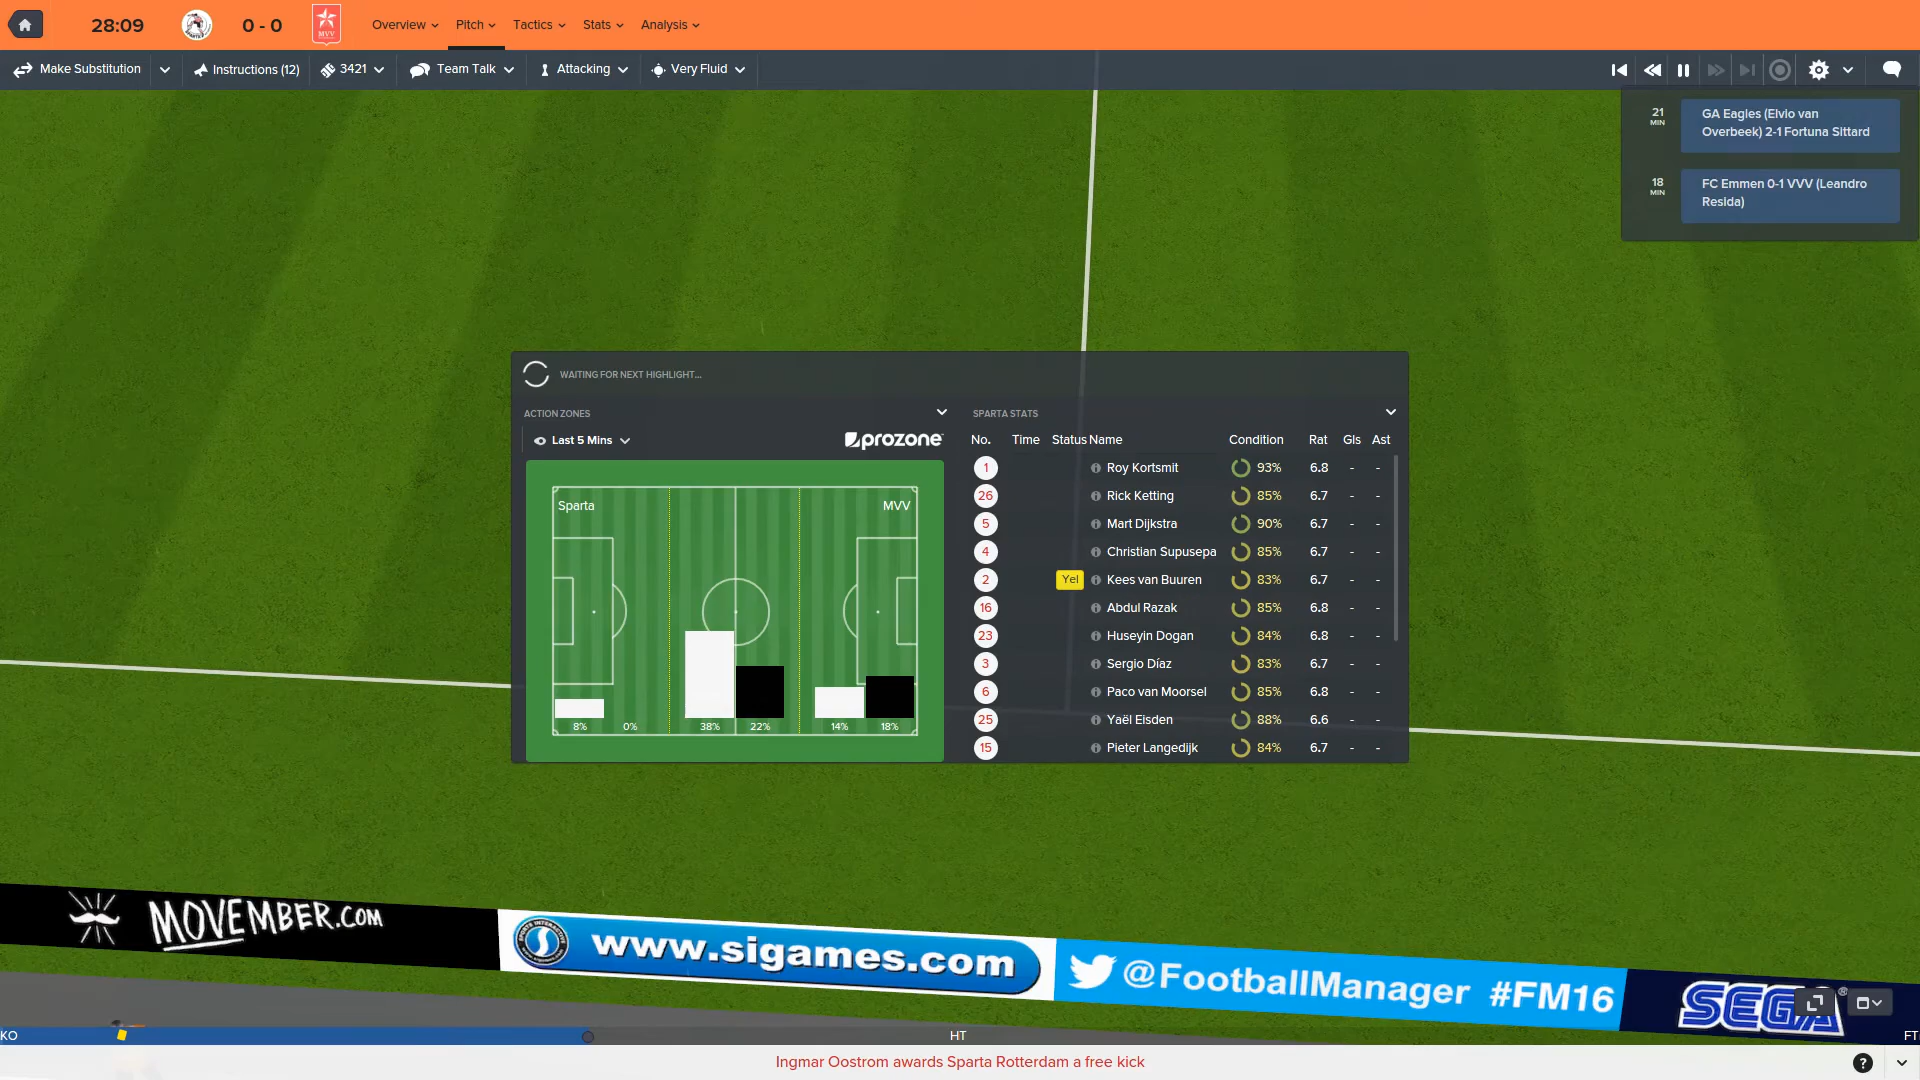 28:09
0 - 0
MVV
Overview
Pitch
Tactics
Stats
Analysis
Make Substitution
Instructions (12)
3421
Team Talk
Attacking
Very Fluid
21 MIN
GA Eagles (Elvio van
Overbeek) 2-1 Fortuna Sittard
18 MIN
FC Emmen 0-1 VVV (Leandro
Resida)
WAITING FOR NEXT HIGHLIGHT...
ACTION ZONES
Last 5 Mins
prozone
Sparta
MVV
8% 0% 38% 22% 14% 18%
SPARTA STATS
No. Time Status Name Condition Rat Gls Ast
1 Roy Kortsmit 93% 6.8 - -
26 Rick Ketting 85% 6.7 - -
5 Mart Dijkstra 90% 6.7 - -
4 Christian Supusepa 85% 6.7 - -
2 Yel Kees van Buuren 83% 6.7 - -
16 Abdul Razak 85% 6.8 - -
23 Huseyin Dogan 84% 6.8 - -
3 Sergio Díaz 83% 6.7 - -
6 Paco van Moorsel 85% 6.8 - -
25 Yaël Eisden 88% 6.6 - -
15 Pieter Langedijk 84% 6.7 - -
MOVEMBER.COM
www.sigames.com
@FootballManager #FM16
SEGA®
KO
HT
FT
Ingmar Oostrom awards Sparta Rotterdam a free kick
?